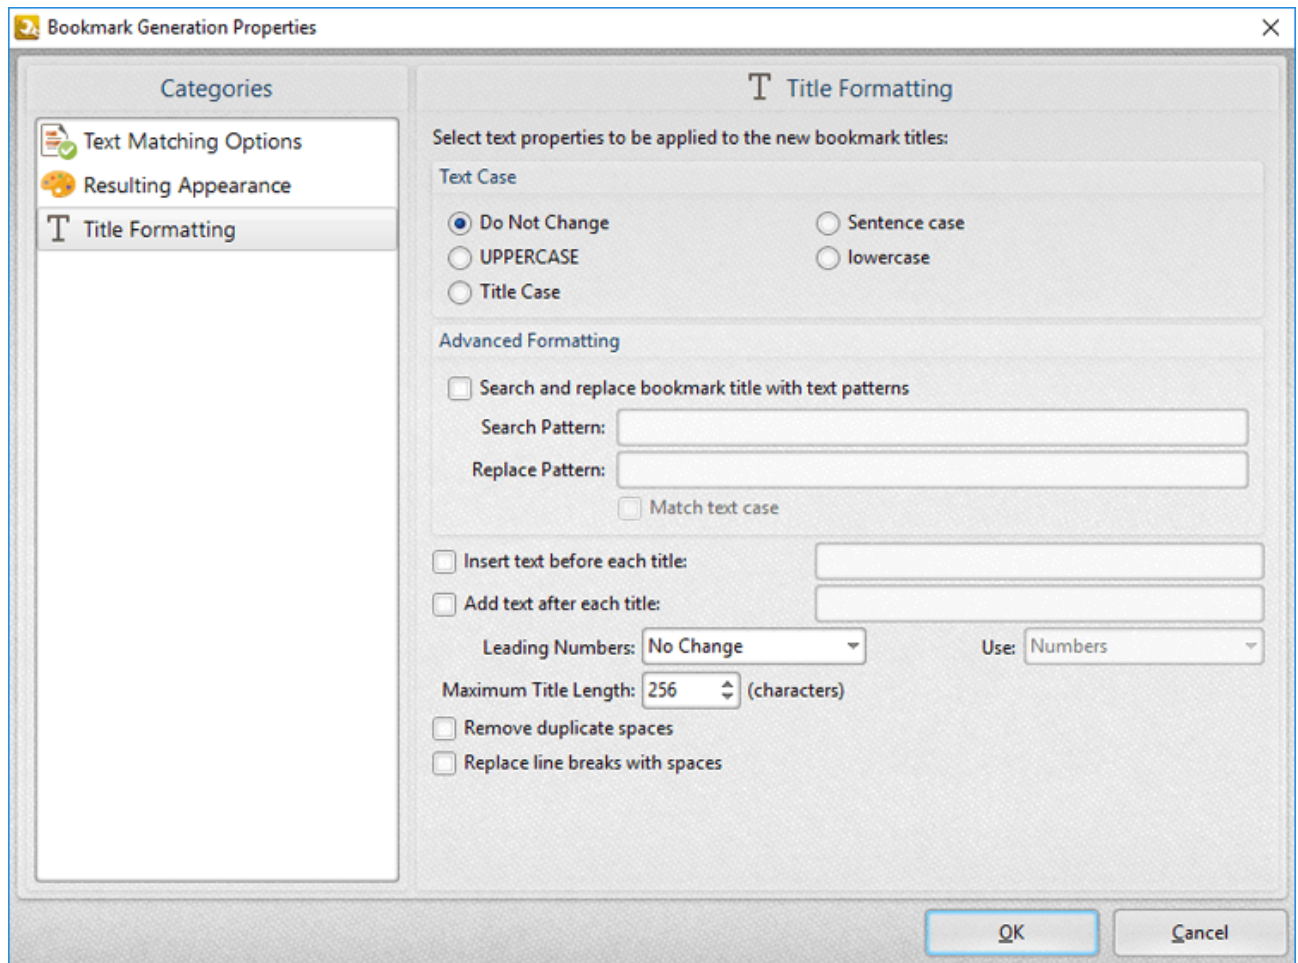 Bookmark Generation Properties
Categories
Text Matching Options
Resulting Appearance
Title Formatting
Title Formatting
Select text properties to be applied to the new bookmark titles:
Text Case
Do Not Change
Sentence case
UPPERCASE
lowercase
Title Case
Advanced Formatting
Search and replace bookmark title with text patterns
Search Pattern:
Replace Pattern:
Match text case
Insert text before each title:
Add text after each title:
Leading Numbers: No Change Use: Numbers
Maximum Title Length: 256 (characters)
Remove duplicate spaces
Replace line breaks with spaces
OK Cancel